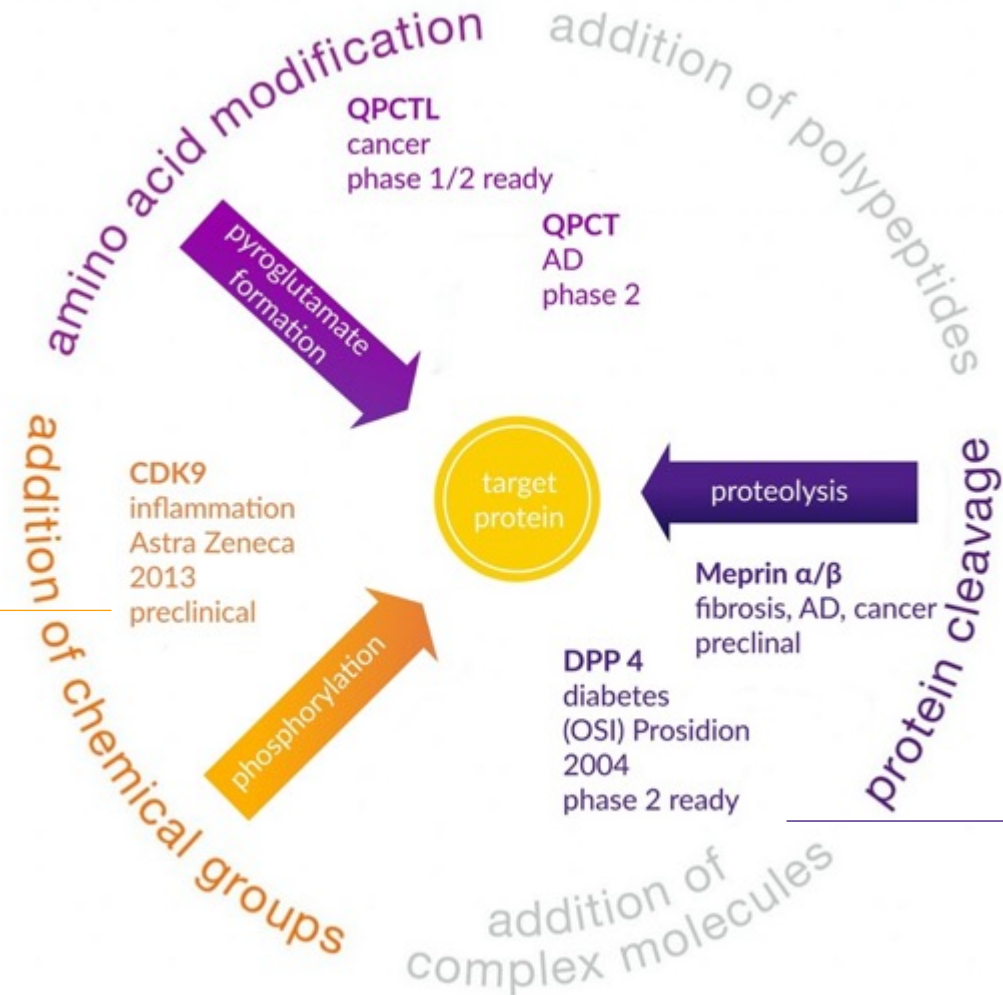 amino acid modification
addition of polypeptides
QPCTL
cancer
phase 1/2 ready
QPCT
AD
phase 2
pyroglutamate
formation
target
protein
proteolysis
protein cleavage
Meprin α/β
fibrosis, AD, cancer
preclinal
DPP 4
diabetes
(OSI) Prosidion
2004
phase 2 ready
CDK9
inflammation
Astra Zeneca
2013
preclinical
phosphorylation
addition of chemical groups
addition of
complex molecules